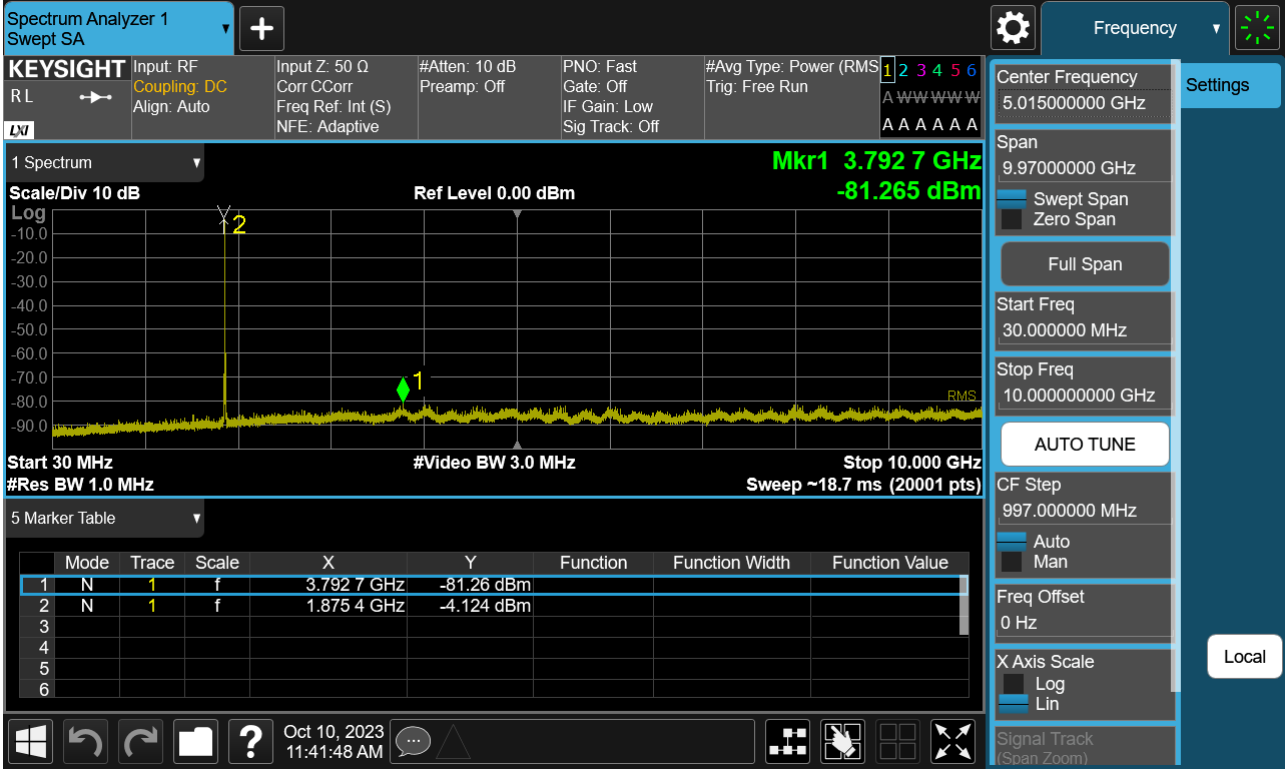 Spectrum Analyzer 1
Swept SA
Frequency
KEYSIGHT
R L
LXI
Input: RF
Coupling: DC
Align: Auto
Input Z: 50 Ω
Corr CCorr
Freq Ref: Int (S)
NFE: Adaptive
#Atten: 10 dB
Preamp: Off
PNO: Fast
Gate: Off
IF Gain: Low
Sig Track: Off
#Avg Type: Power (RMS
Trig: Free Run
1 2 3 4 5 6
A W W W W W
A A A A A A
1 Spectrum
Mkr1 3.792 7 GHz
-81.265 dBm
Scale/Div 10 dB
Ref Level 0.00 dBm
Log
-10.0
-20.0
-30.0
-40.0
-50.0
-60.0
-70.0
-80.0
-90.0
2
1
RMS
Start 30 MHz
#Video BW 3.0 MHz
Stop 10.000 GHz
#Res BW 1.0 MHz
Sweep ~18.7 ms (20001 pts)
5 Marker Table
Mode Trace Scale X Y Function Function Width Function Value
1 N 1 f 3.792 7 GHz -81.26 dBm
2 N 1 f 1.875 4 GHz -4.124 dBm
3
4
5
6
Oct 10, 2023
11:41:48 AM
Center Frequency
5.015000000 GHz
Settings
Span
9.97000000 GHz
Swept Span
Zero Span
Full Span
Start Freq
30.000000 MHz
Stop Freq
10.000000000 GHz
AUTO TUNE
CF Step
997.000000 MHz
Auto
Man
Freq Offset
0 Hz
X Axis Scale
Log
Lin
Signal Track
(Span Zoom)
Local